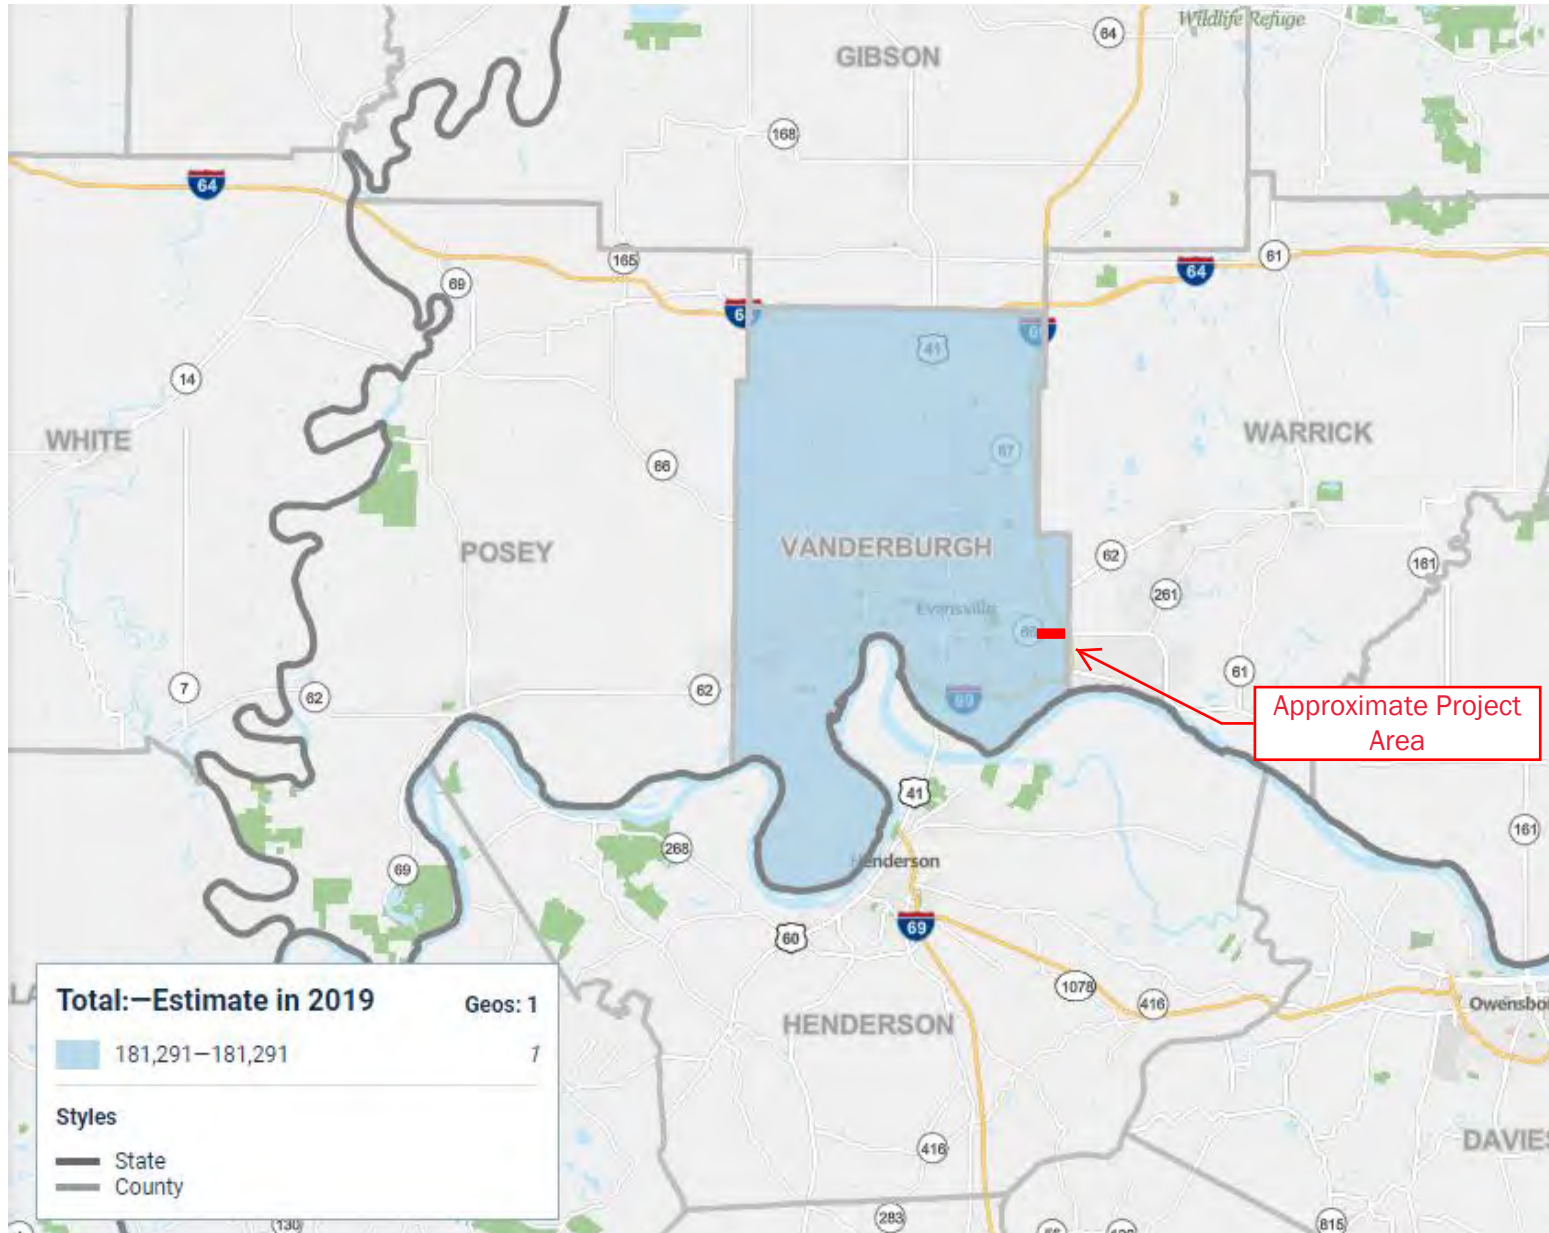 Wildlife Refuge
64
GIBSON
168
64
165
61
64
69
64
41
14
WHITE
WARRICK
67
66
POSEY
VANDERBURGH
62
161
261
Evansville
66
61
7
62
62
69
Approximate Project
Area
41
161
268
Henderson
69
60
69
1078
416
Owensbo
HENDERSON
Total:—Estimate in 2019 Geos: 1
181,291—181,291 1
Styles
State
County
416
DAVIES
283
815
130